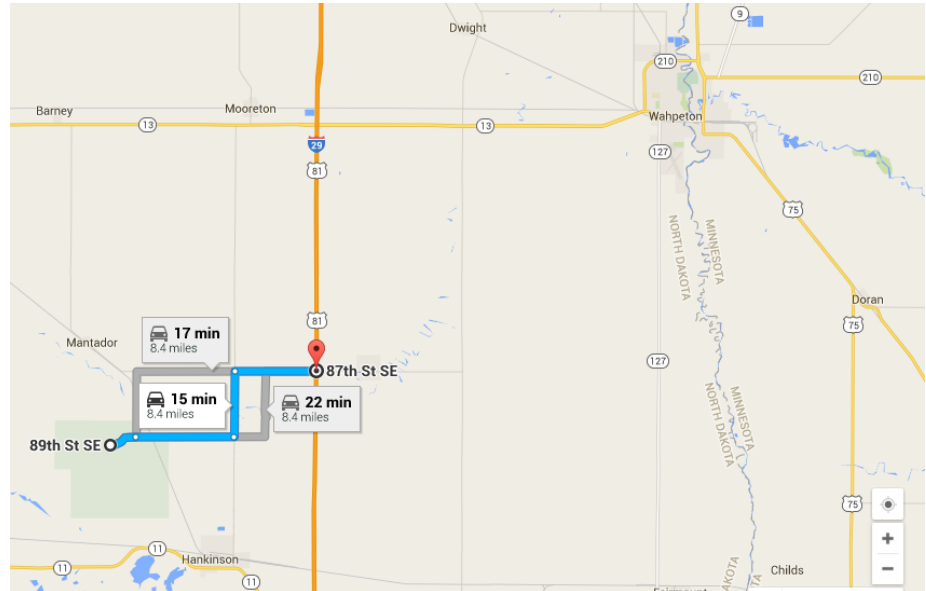 Dwight
9
210
210
Barney
Mooreton
13
13
Wahpeton
29
127
81
75
NORTH DAKOTA
MINNESOTA
Doran
81
75
17 min
8.4 miles
Mantador
127
87th St SE
15 min
8.4 miles
22 min
8.4 miles
NORTH DAKOTA
MINNESOTA
89th St SE
75
11
11
Hankinson
+
Childs
−